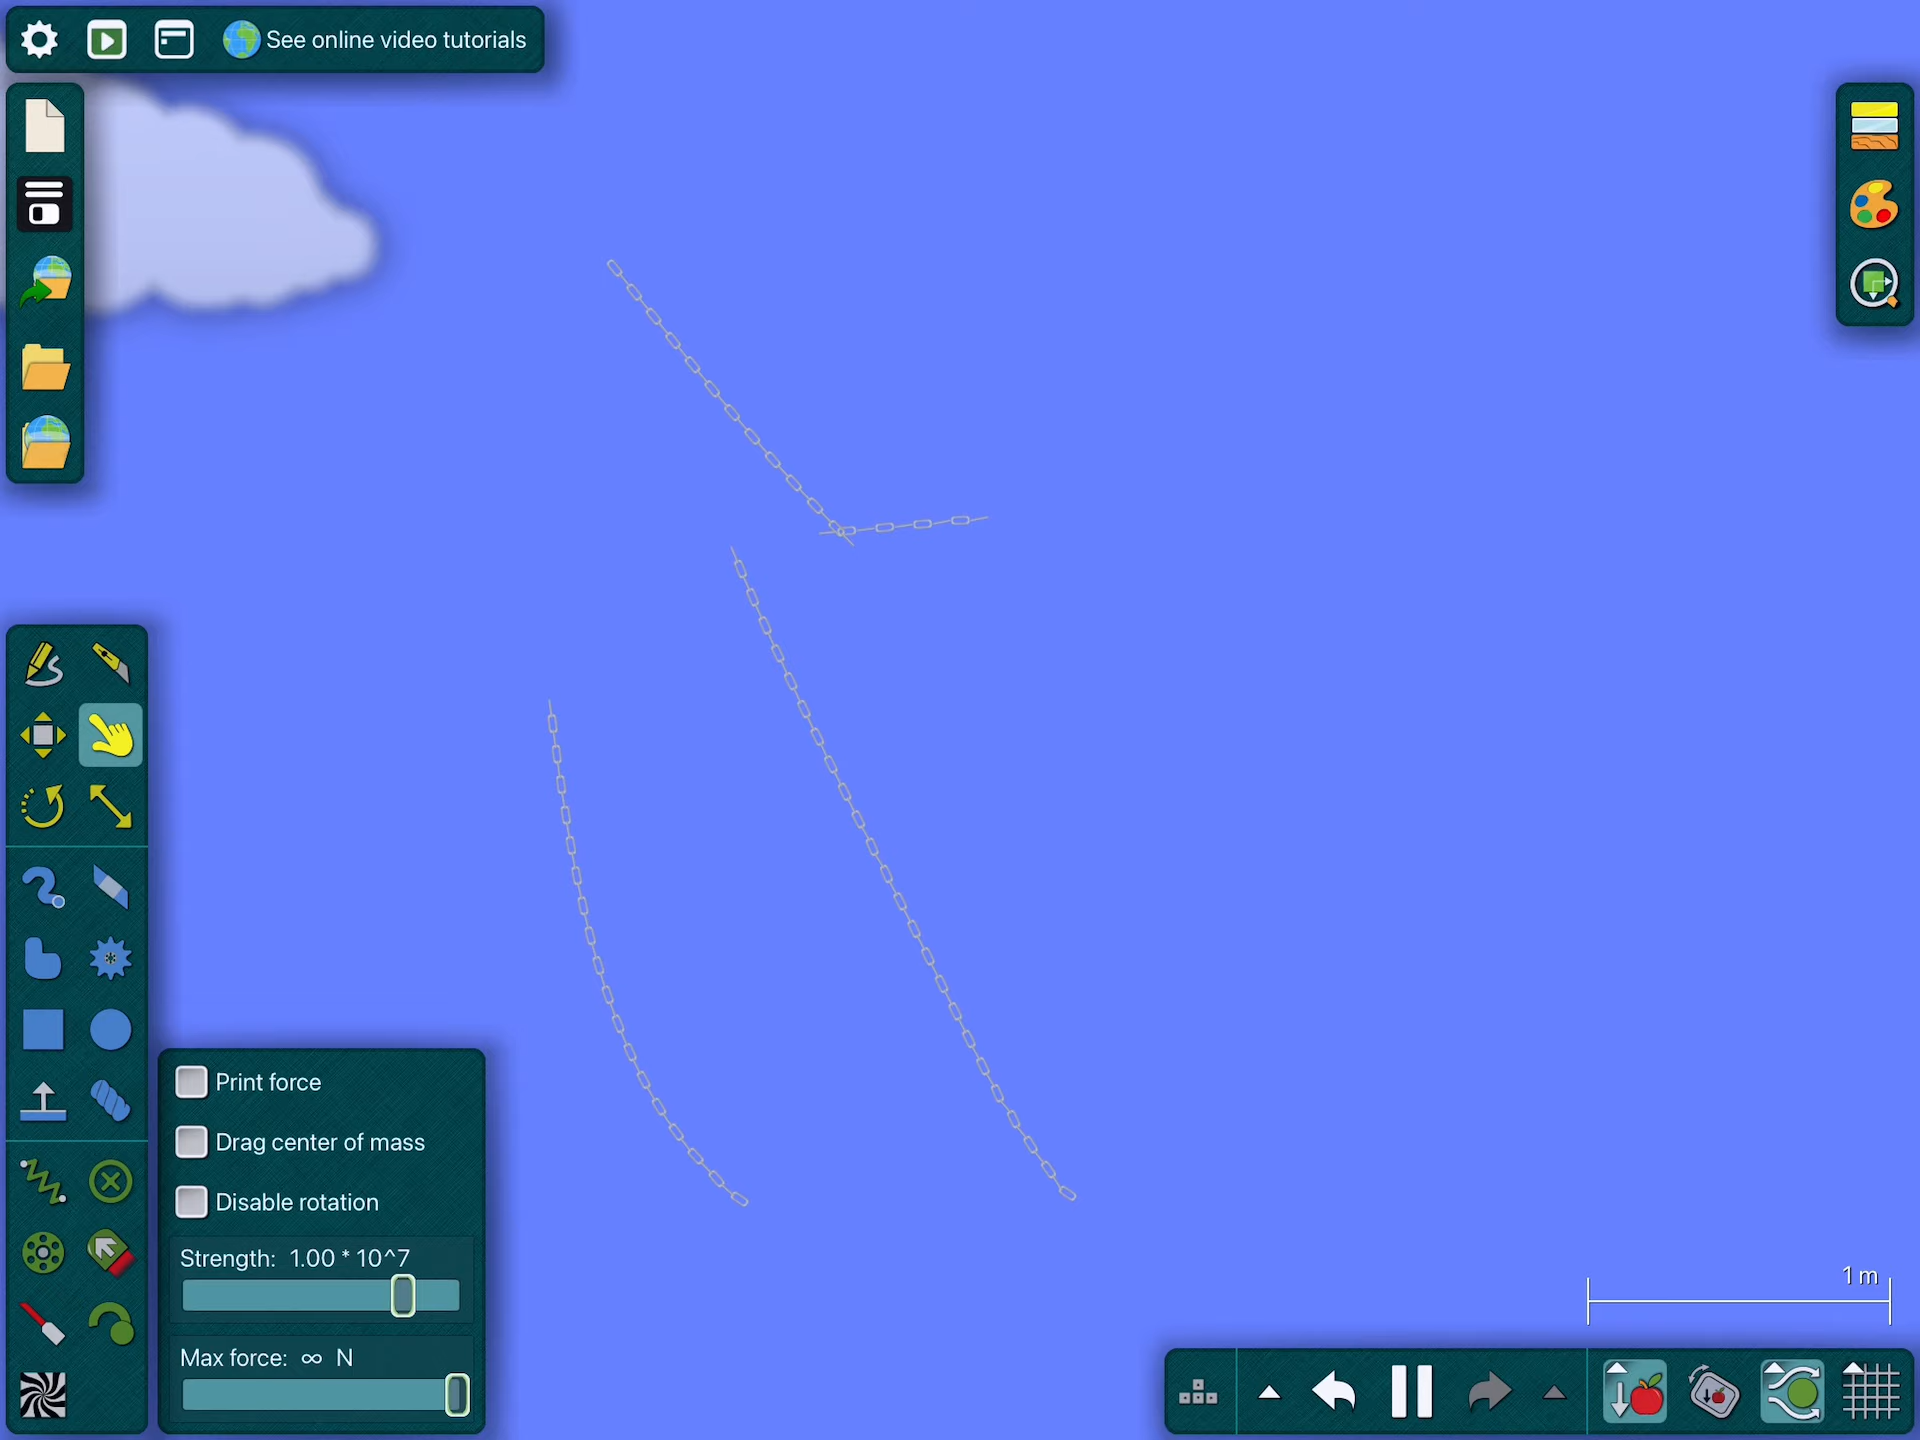 See online video tutorials
Print force
Drag center of mass
Disable rotation
Strength: 1.00 * 10^7
Max force: ∞ N
1 m